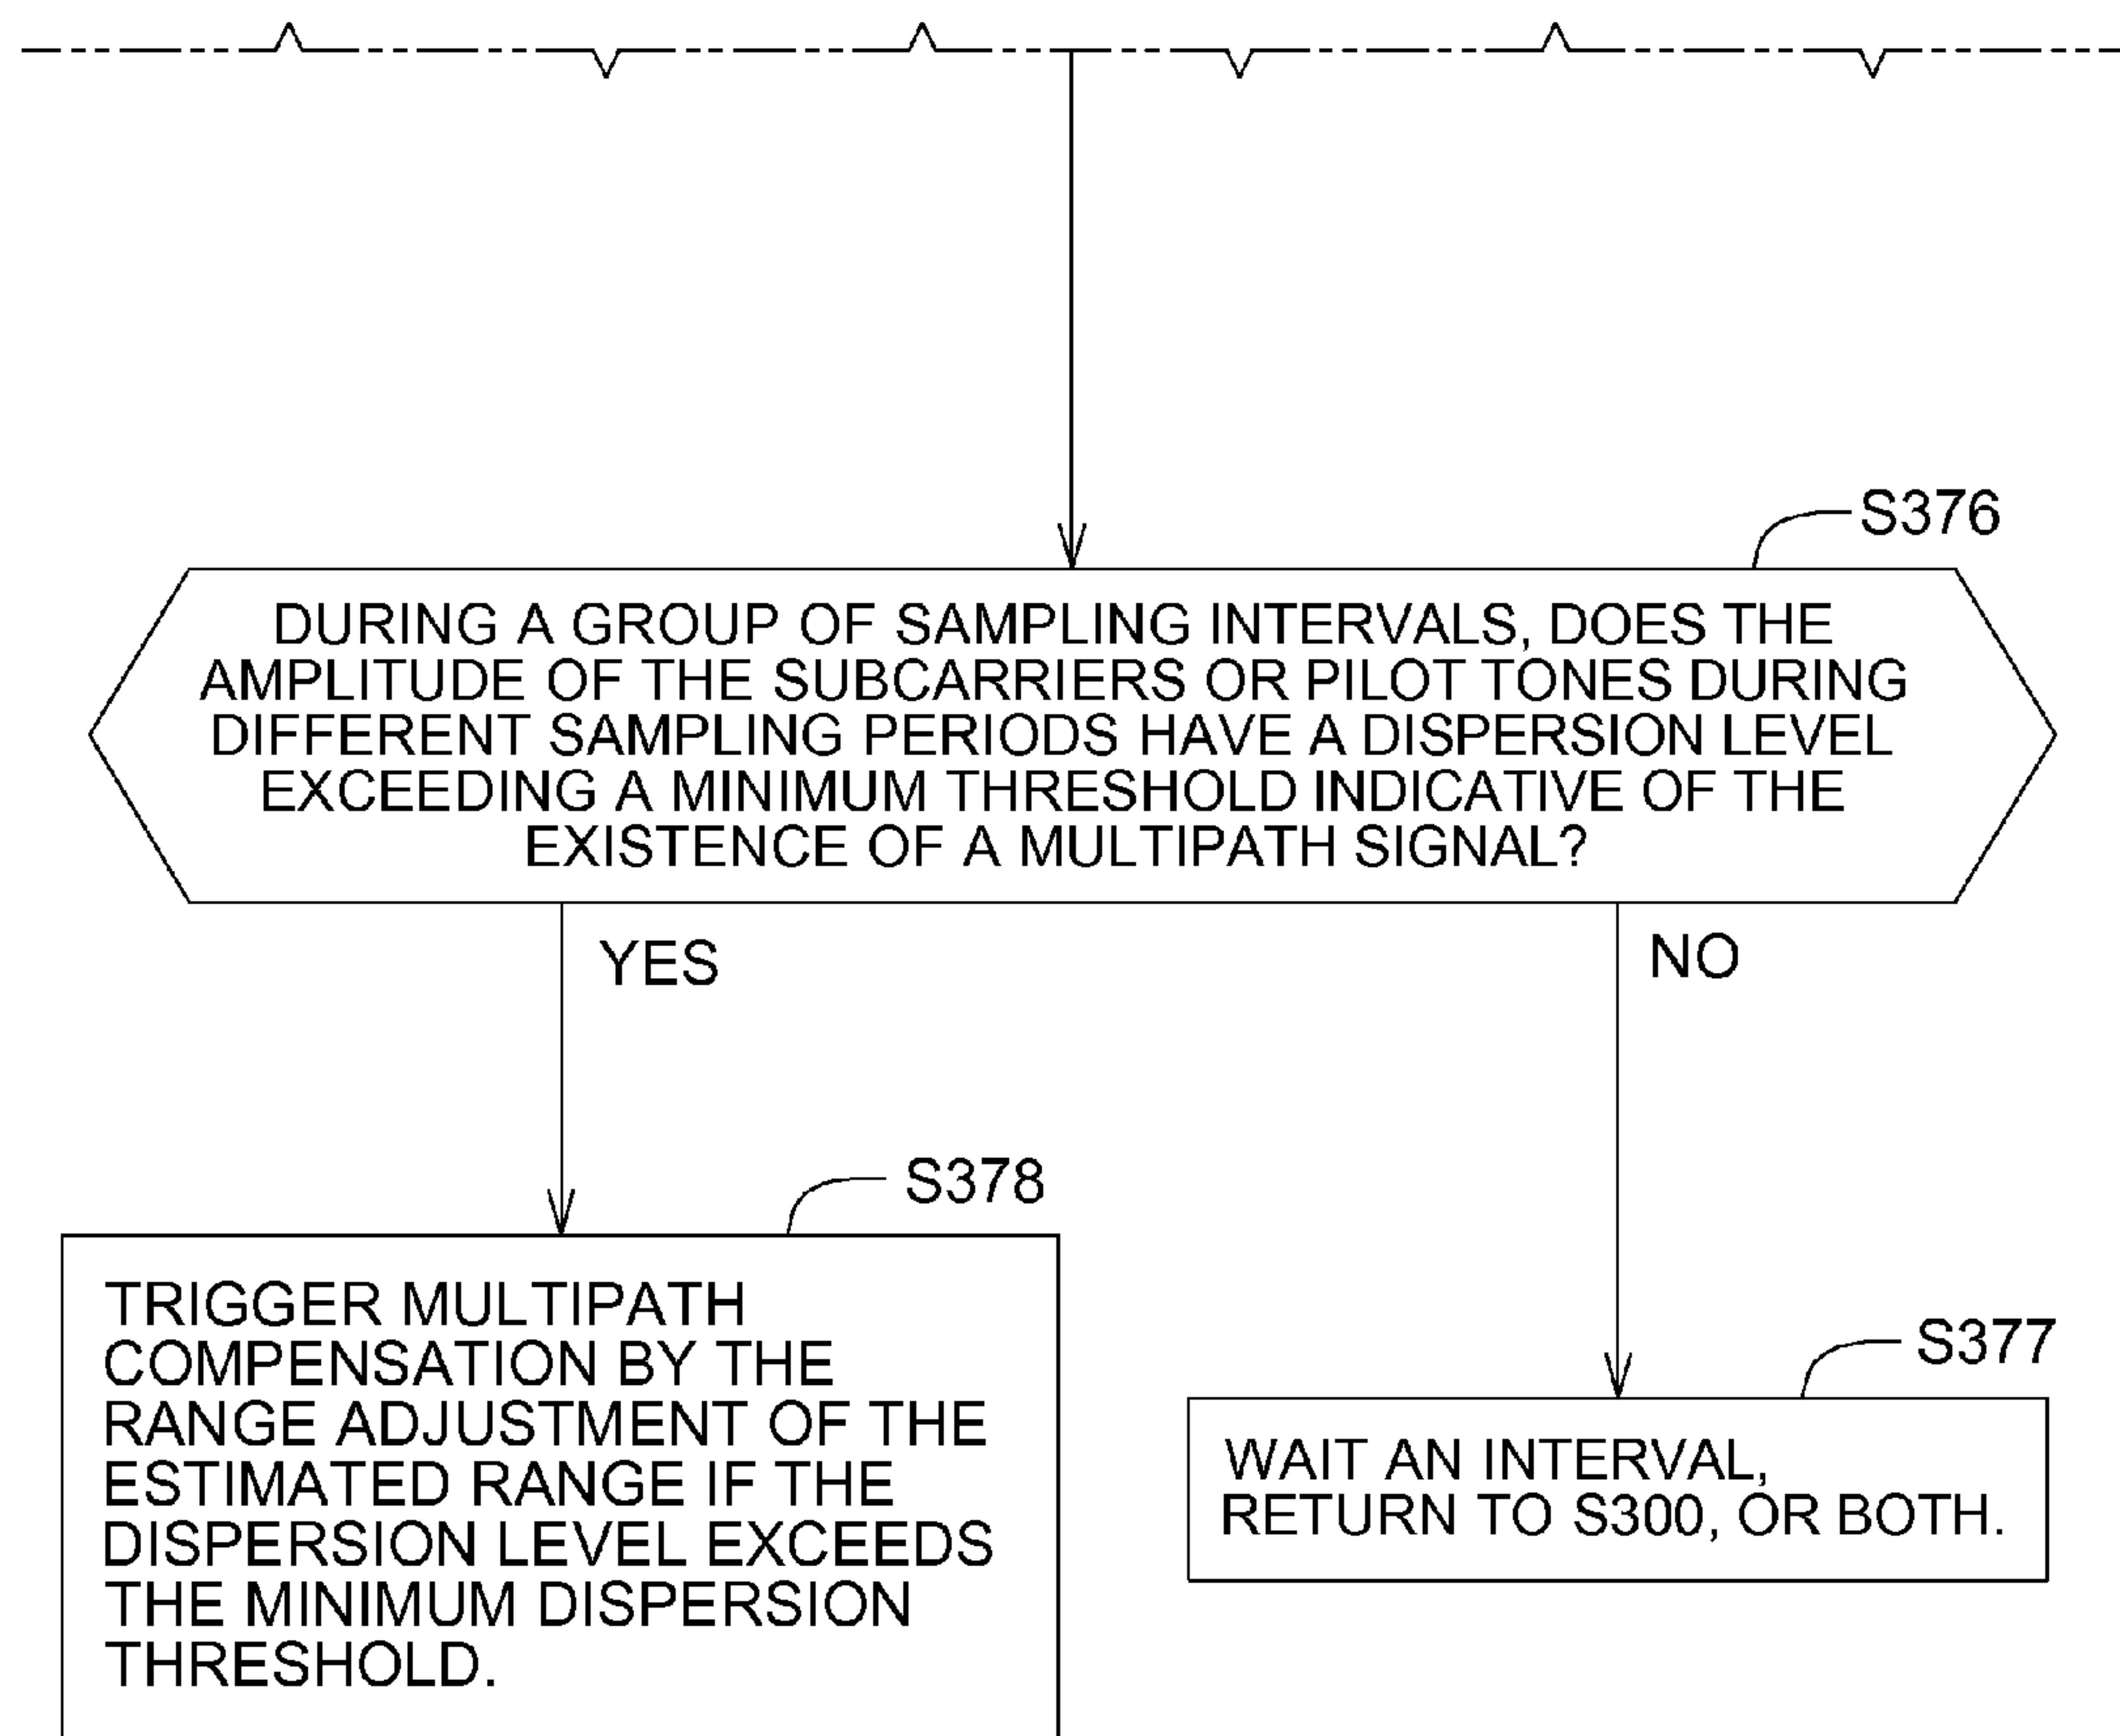 S376
DURING A GROUP OF SAMPLING INTERVALS, DOES THE
AMPLITUDE OF THE SUBCARRIERS OR PILOT TONES DURING
DIFFERENT SAMPLING PERIODS HAVE A DISPERSION LEVEL
EXCEEDING A MINIMUM THRESHOLD INDICATIVE OF THE
EXISTENCE OF A MULTIPATH SIGNAL?
YES
NO
S378
TRIGGER MULTIPATH
COMPENSATION BY THE
RANGE ADJUSTMENT OF THE
ESTIMATED RANGE IF THE
DISPERSION LEVEL EXCEEDS
THE MINIMUM DISPERSION
THRESHOLD.
S377
WAIT AN INTERVAL,
RETURN TO S300, OR BOTH.